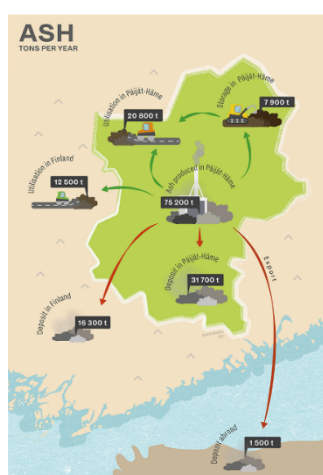 ASH
TONS PER YEAR
Utilisation in Päijät-Häme
20 800 t
Storage in Päijät-Häme
7 900 t
Utilisation in Finland
12 500 t
Ash produced in Päijät-Häme
75 200 t
Deposit in Päijät-Häme
31 700 t
Deposit in Finland
16 300 t
Export
Deposit abroad
1 500 t